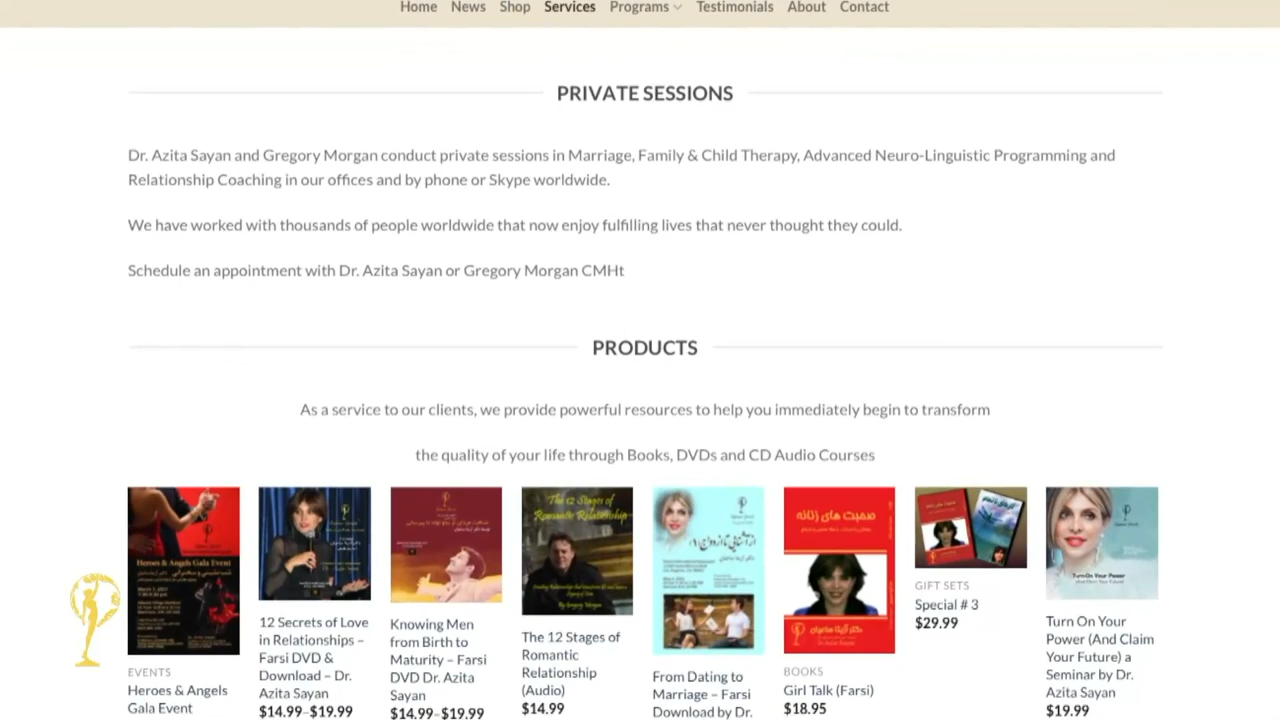 Home News Shop Services Programs Testimonials About Contact
PRIVATE SESSIONS
Dr. Azita Sayan and Gregory Morgan conduct private sessions in Marriage, Family & Child Therapy, Advanced Neuro-Linguistic Programming and
Relationship Coaching in our offices and by phone or Skype worldwide.
We have worked with thousands of people worldwide that now enjoy fulfilling lives that never thought they could.
Schedule an appointment with Dr. Azita Sayan or Gregory Morgan CMHt
PRODUCTS
As a service to our clients, we provide powerful resources to help you immediately begin to transform
the quality of your life through Books, DVDs and CD Audio Courses
Heroes & Angels Gala Event
EVENTS
Heroes & Angels
Gala Event
12 Secrets of Love
in Relationships –
Farsi DVD &
Download – Dr.
Azita Sayan
$14.99–$19.99
Knowing Men
from Birth to
Maturity – Farsi
DVD Dr. Azita
Sayan
$14.99–$19.99
The 12 Stages of
Romantic Relationship
By Gregory Morgan
The 12 Stages of
Romantic
Relationship
(Audio)
$14.99
From Dating to
Marriage – Farsi
Download by Dr.
صحبت های زنانه
BOOKS
Girl Talk (Farsi)
$18.95
GIFT SETS
Special # 3
$29.99
Turn On Your Power
Turn On Your
Power (And Claim
Your Future) a
Seminar by Dr.
Azita Sayan
$19.99